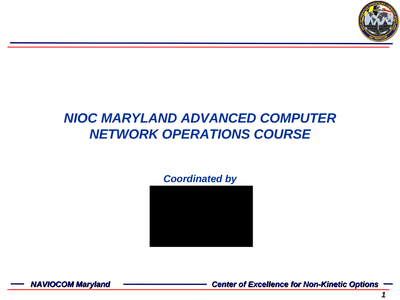 NIOC MARYLAND ADVANCED COMPUTER
NETWORK OPERATIONS COURSE
Coordinated by
NAVIOCOM Maryland
Center of Excellence for Non-Kinetic Options
1